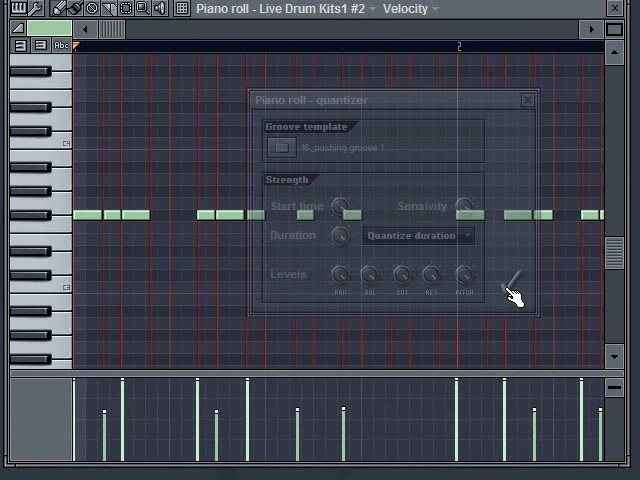 Piano roll - Live Drum Kits1 #2 Velocity
Abc
2
Piano roll - quantizer
Groove template
C4
16_pushing groove 1
Strength
Start time
Sensivity
Duration
Quantize duration
Levels
C3
PAN VOL CUT RES PITCH